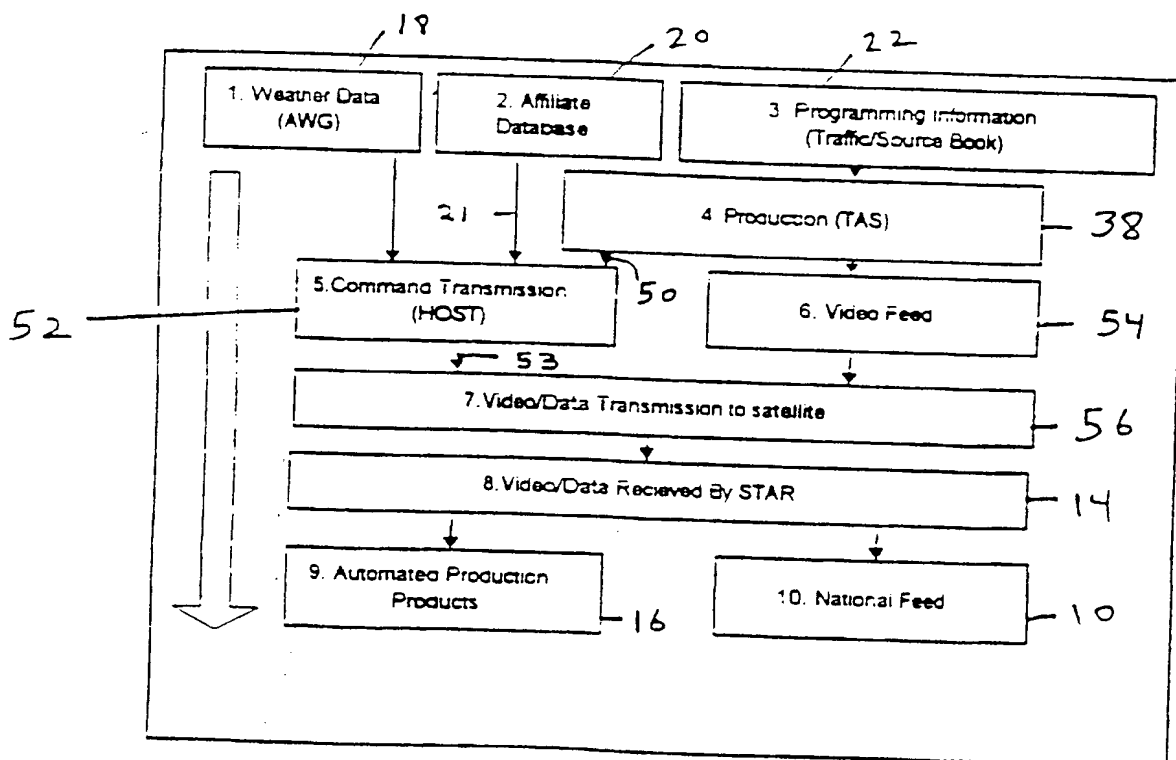 18
20
22
1. Weather Data
(AWG)
2. Affiliate
Database
3 Programming Information
(Traffic/Source Book)
21
4 Production (TAS)
38
5.Command Transmission
(HOST)
50
52
6. Video Feed
54
53
7.Video/Data Transmission to satellite
56
8.Video/Data Recieved By STAR
14
9. Automated Production
Products
16
10. National Feed
10